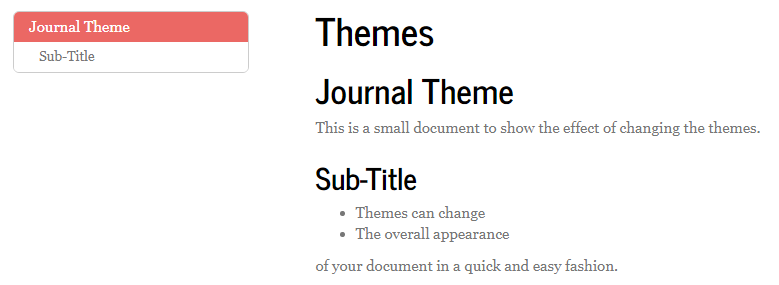 Journal Theme
Sub-Title
Themes
Journal Theme
This is a small document to show the effect of changing the themes.
Sub-Title
• Themes can change
• The overall appearance
of your document in a quick and easy fashion.